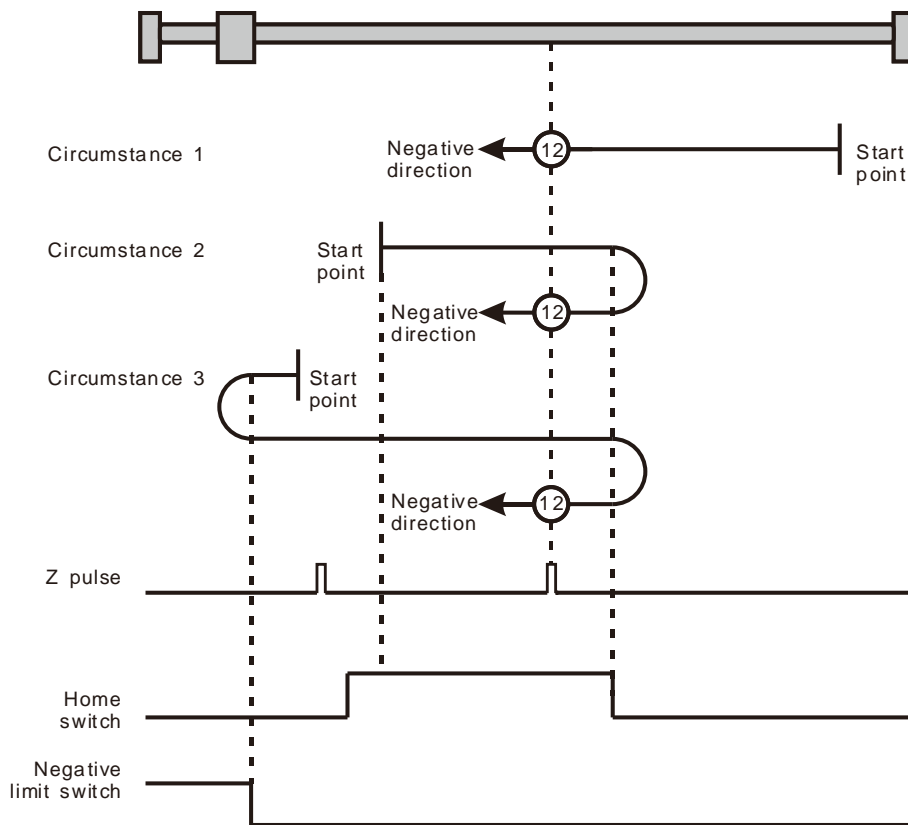 Circumstance 1
Negative
direction
12
Start
point
Circumstance 2
Start
point
Negative
direction
12
Circumstance 3
Start
point
Negative
direction
12
Z pulse
Home
switch
Negative
limit switch